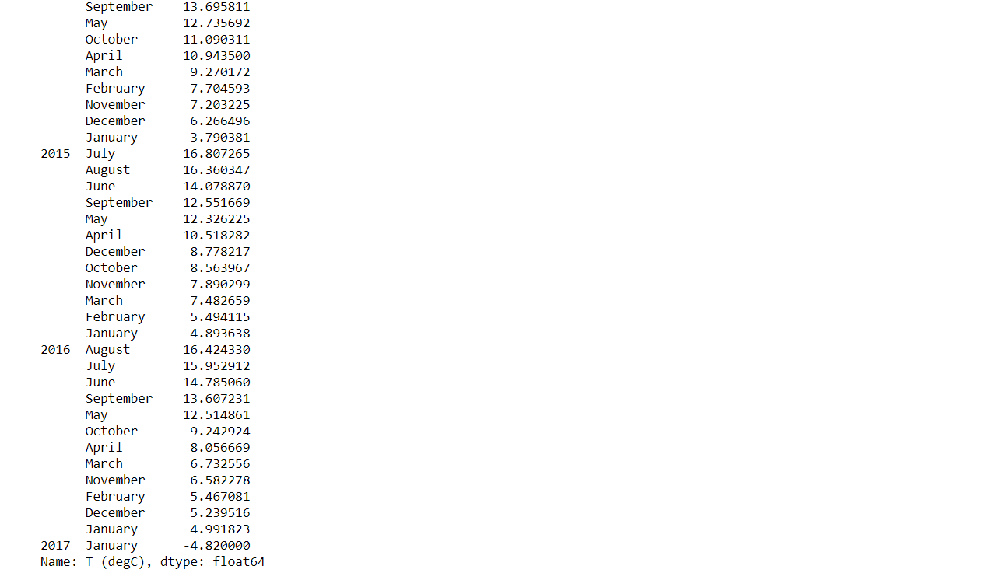 September    13.695811
May          12.735692
October      11.090311
April        10.943500
March         9.270172
February      7.704593
November      7.203225
December      6.266496
January       3.790381
2015  July         16.807265
August       16.360347
June         14.078870
September    12.551669
May          12.326225
April        10.518282
December      8.778217
October       8.563967
November      7.890299
March         7.482659
February      5.494115
January       4.893638
2016  August       16.424330
July         15.952912
June         14.785060
September    13.607231
May          12.514861
October       9.242924
April         8.056669
March         6.732556
November      6.582278
February      5.467081
December      5.239516
January       4.991823
2017  January      -4.820000
Name: T (degC), dtype: float64